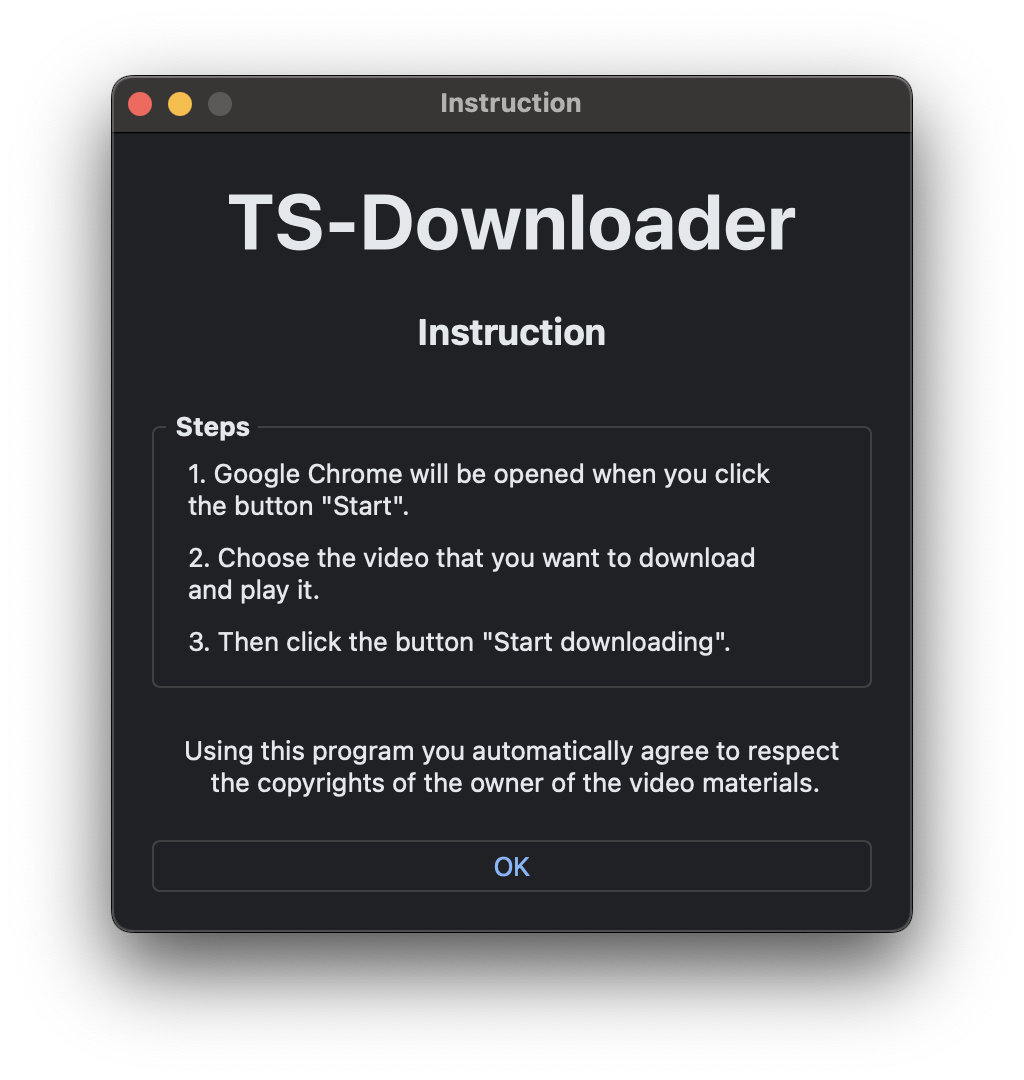 Instruction
TS-Downloader
Instruction
Steps
1. Google Chrome will be opened when you click
the button "Start".
2. Choose the video that you want to download
and play it.
3. Then click the button "Start downloading".
Using this program you automatically agree to respect
the copyrights of the owner of the video materials.
OK